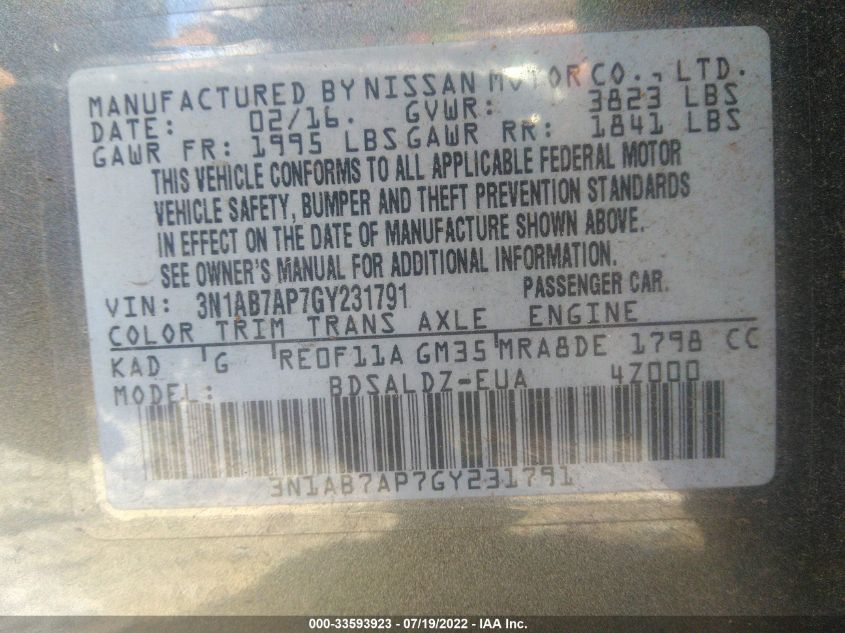 MANUFACTURED BY NISSAN MOTOR CO., LTD.
DATE: 02/16. GVWR: 3823 LBS
GAWR FR: 1995 LBS GAWR RR: 1841 LBS
THIS VEHICLE CONFORMS TO ALL APPLICABLE FEDERAL MOTOR
VEHICLE SAFETY, BUMPER AND THEFT PREVENTION STANDARDS
IN EFFECT ON THE DATE OF MANUFACTURE SHOWN ABOVE.
SEE OWNER'S MANUAL FOR ADDITIONAL INFORMATION.
VIN: 3N1AB7AP7GY231791 PASSENGER CAR.
COLOR TRIM TRANS AXLE ENGINE
KAD G RE0F11A GM35 MRA8DE 1798 CC
MODEL: BDSALDZ-EUA 4Z000
3N1AB7AP7GY231791
000-33593923 - 07/19/2022 - IAA Inc.